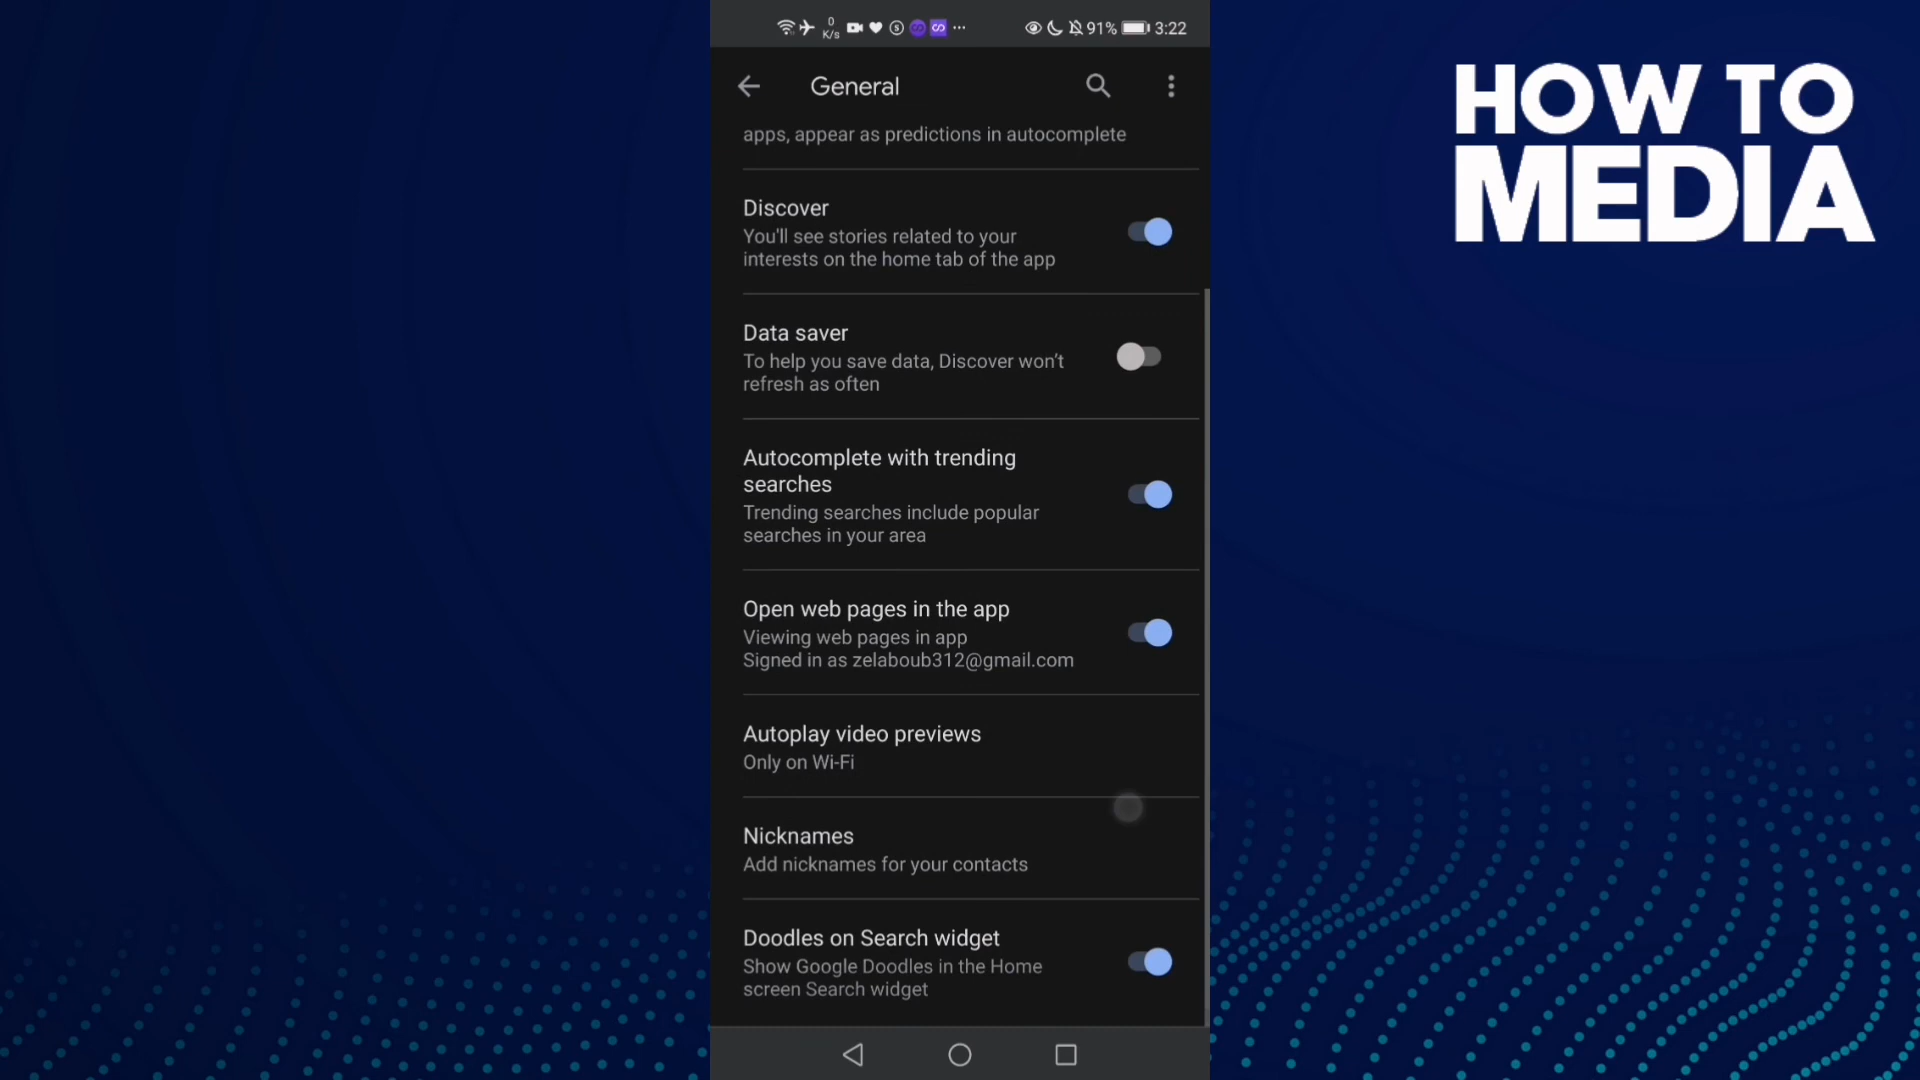 0
K/s
91%
3:22
General
apps, appear as predictions in autocomplete
Discover
You'll see stories related to your
interests on the home tab of the app
Data saver
To help you save data, Discover won’t
refresh as often
Autocomplete with trending
searches
Trending searches include popular
searches in your area
Open web pages in the app
Viewing web pages in app
Signed in as zelaboub312@gmail.com
Autoplay video previews
Only on Wi-Fi
Nicknames
Add nicknames for your contacts
Doodles on Search widget
Show Google Doodles in the Home
screen Search widget
HOW TO
MEDIA